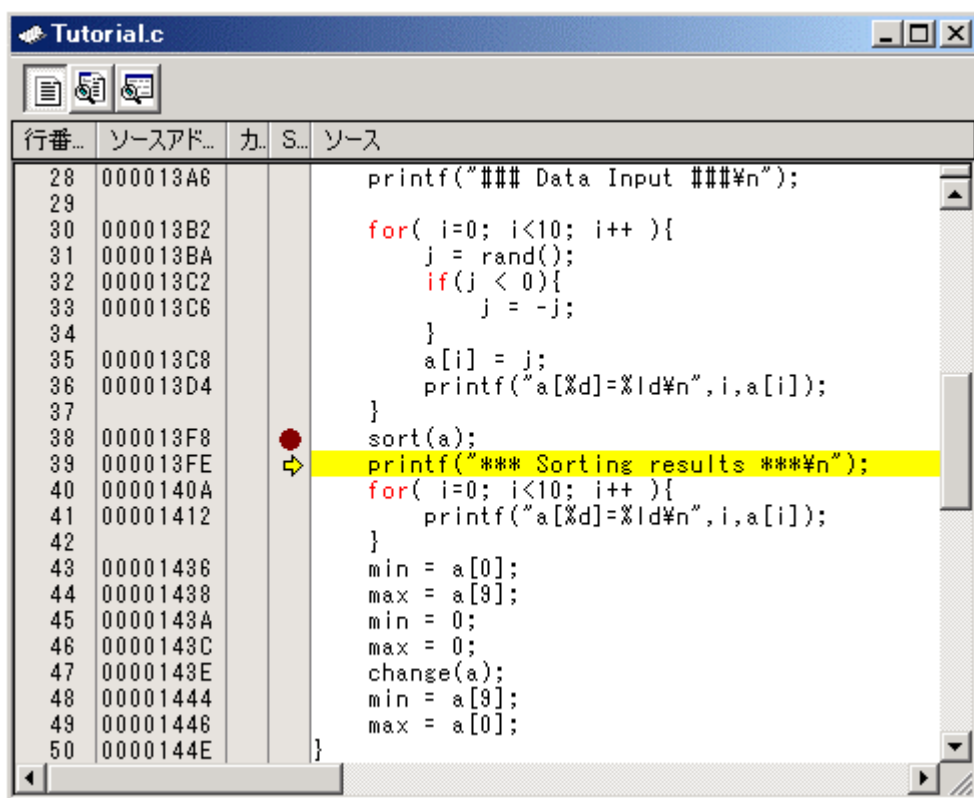 Tutorial.c
行番... ソースアド... カ.. S... ソース
28 000013A6 printf("### Data Input ###¥n");
29
30 000013B2 for( i=0; i<10; i++ ){
31 000013BA j = rand();
32 000013C2 if(j < 0){
33 000013C6 j = -j;
34 }
35 000013C8 a[i] = j;
36 000013D4 printf("a[%d]=%ld¥n",i,a[i]);
37 }
38 000013F8 sort(a);
39 000013FE printf("*** Sorting results ***¥n");
40 0000140A for( i=0; i<10; i++ ){
41 00001412 printf("a[%d]=%ld¥n",i,a[i]);
42 }
43 00001436 min = a[0];
44 00001438 max = a[9];
45 0000143A min = 0;
46 0000143C max = 0;
47 0000143E change(a);
48 00001444 min = a[9];
49 00001446 max = a[0];
50 0000144E }